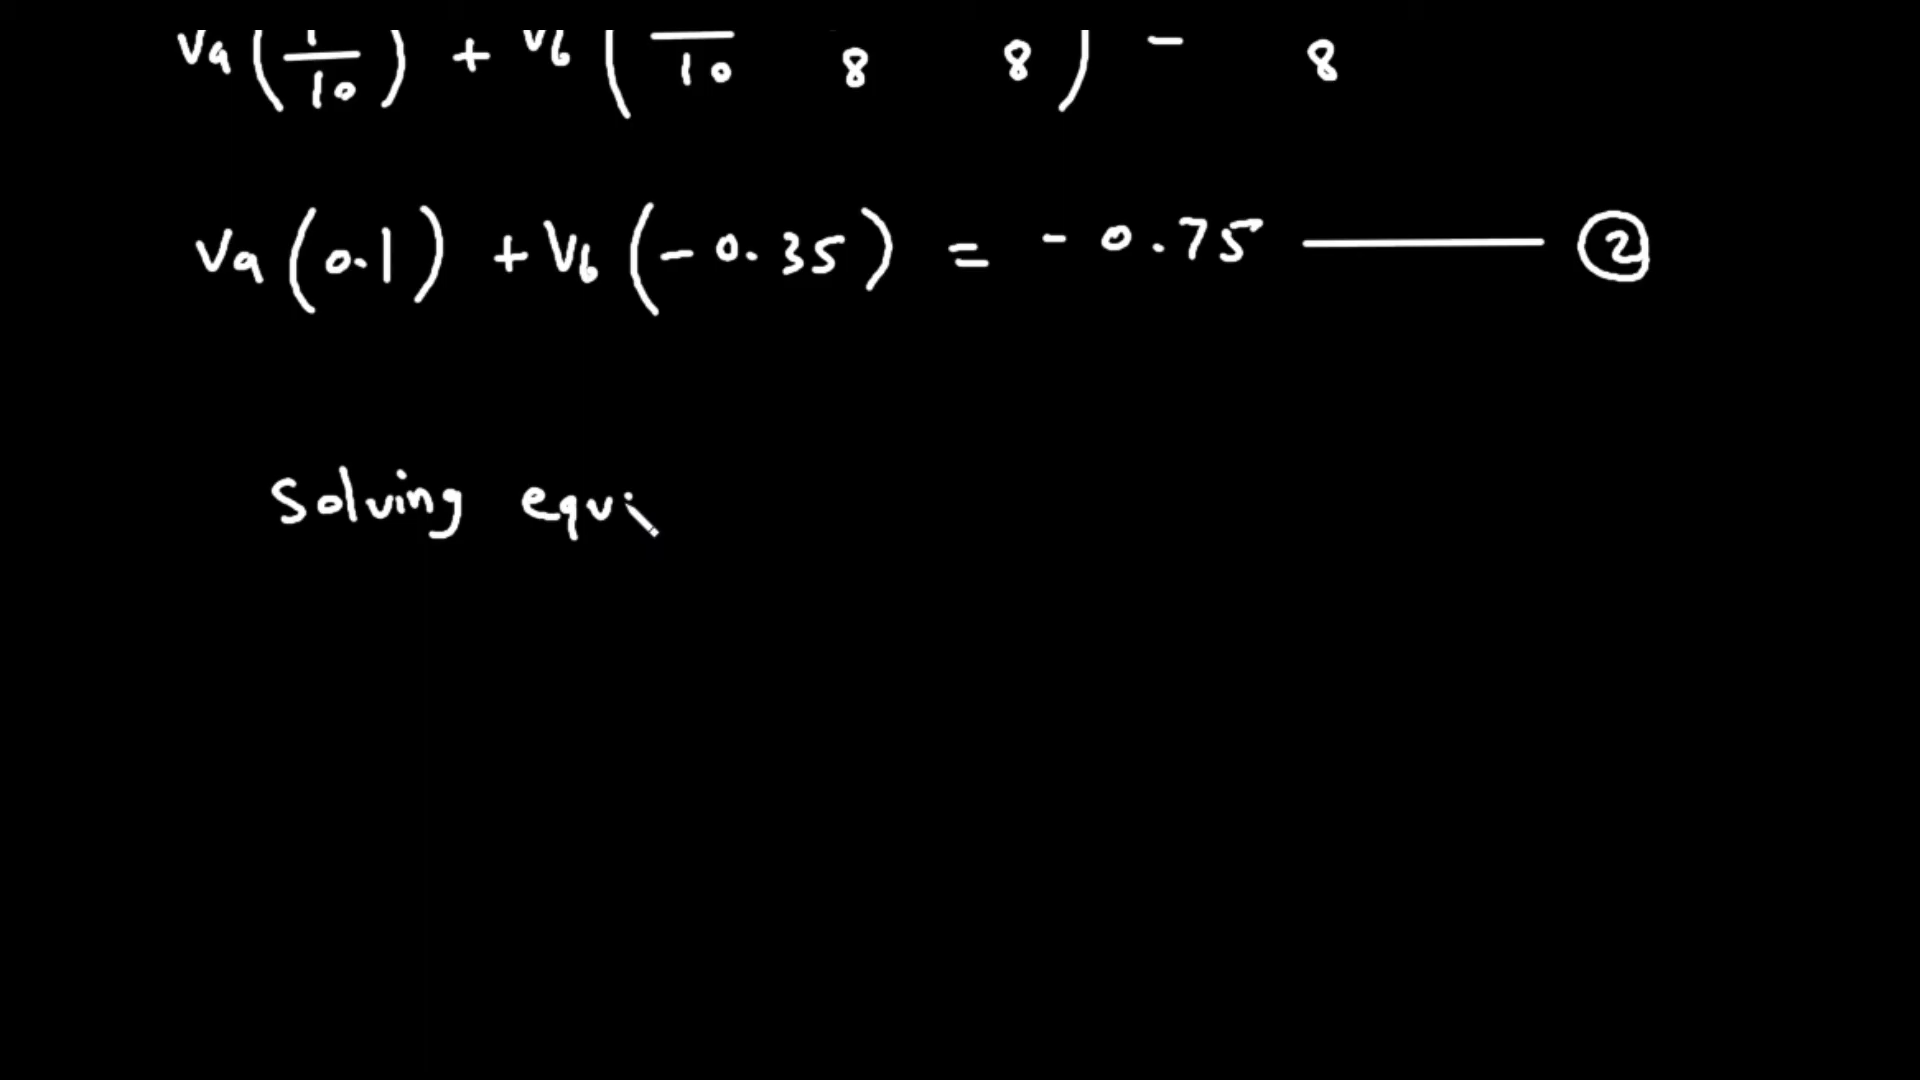 Va ( 1/10 ) + Vb ( 10 8 8 ) - 8
Va (0.1) + Vb (-0.35) = -0.75 —— ②
Solving equi